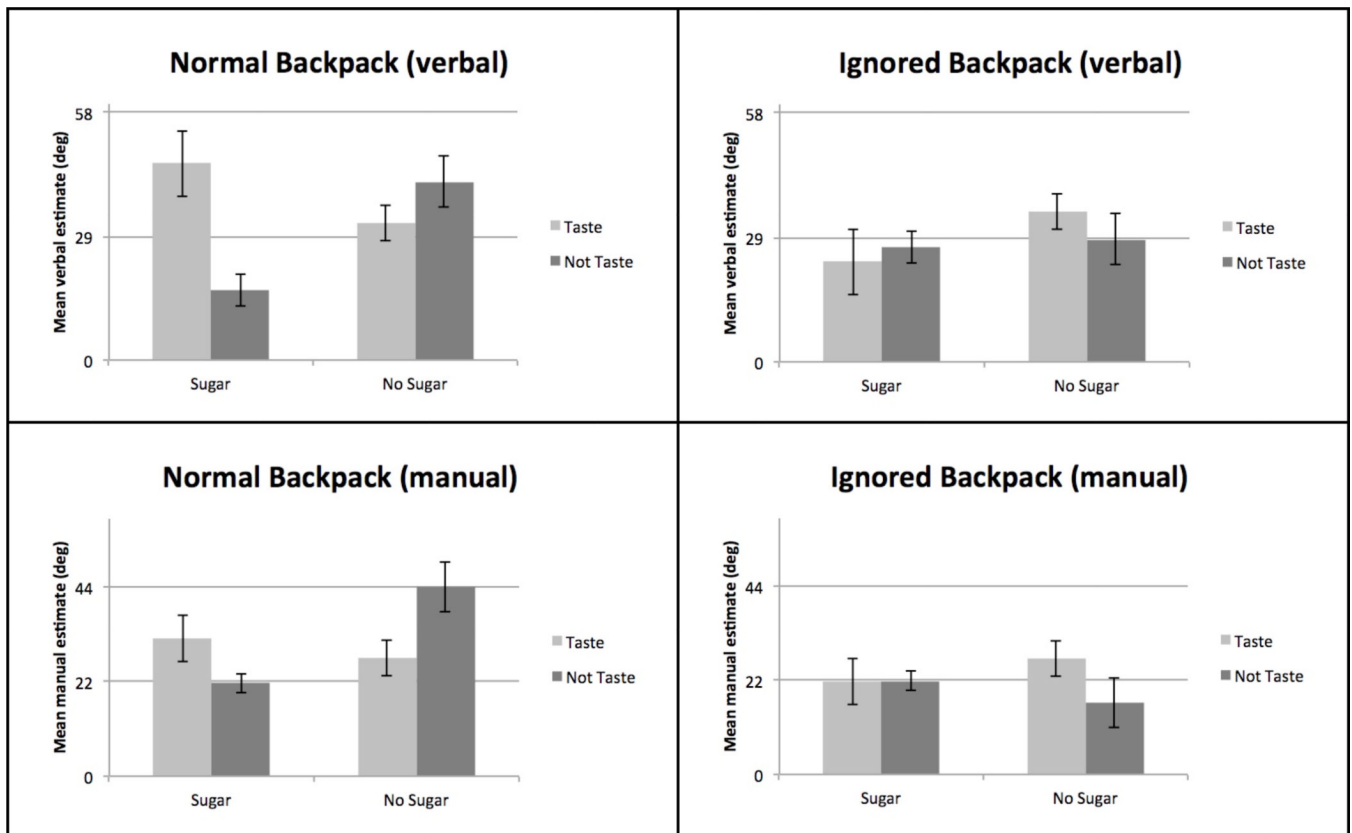 Normal Backpack (verbal)
Mean verbal estimate (deg)
58
29
0
Sugar
No Sugar
Taste
Not Taste
Ignored Backpack (verbal)
Mean verbal estimate (deg)
58
29
0
Sugar
No Sugar
Taste
Not Taste
Normal Backpack (manual)
Mean manual estimate (deg)
44
22
0
Sugar
No Sugar
Taste
Not Taste
Ignored Backpack (manual)
Mean manual estimate (deg)
44
22
0
Sugar
No Sugar
Taste
Not Taste